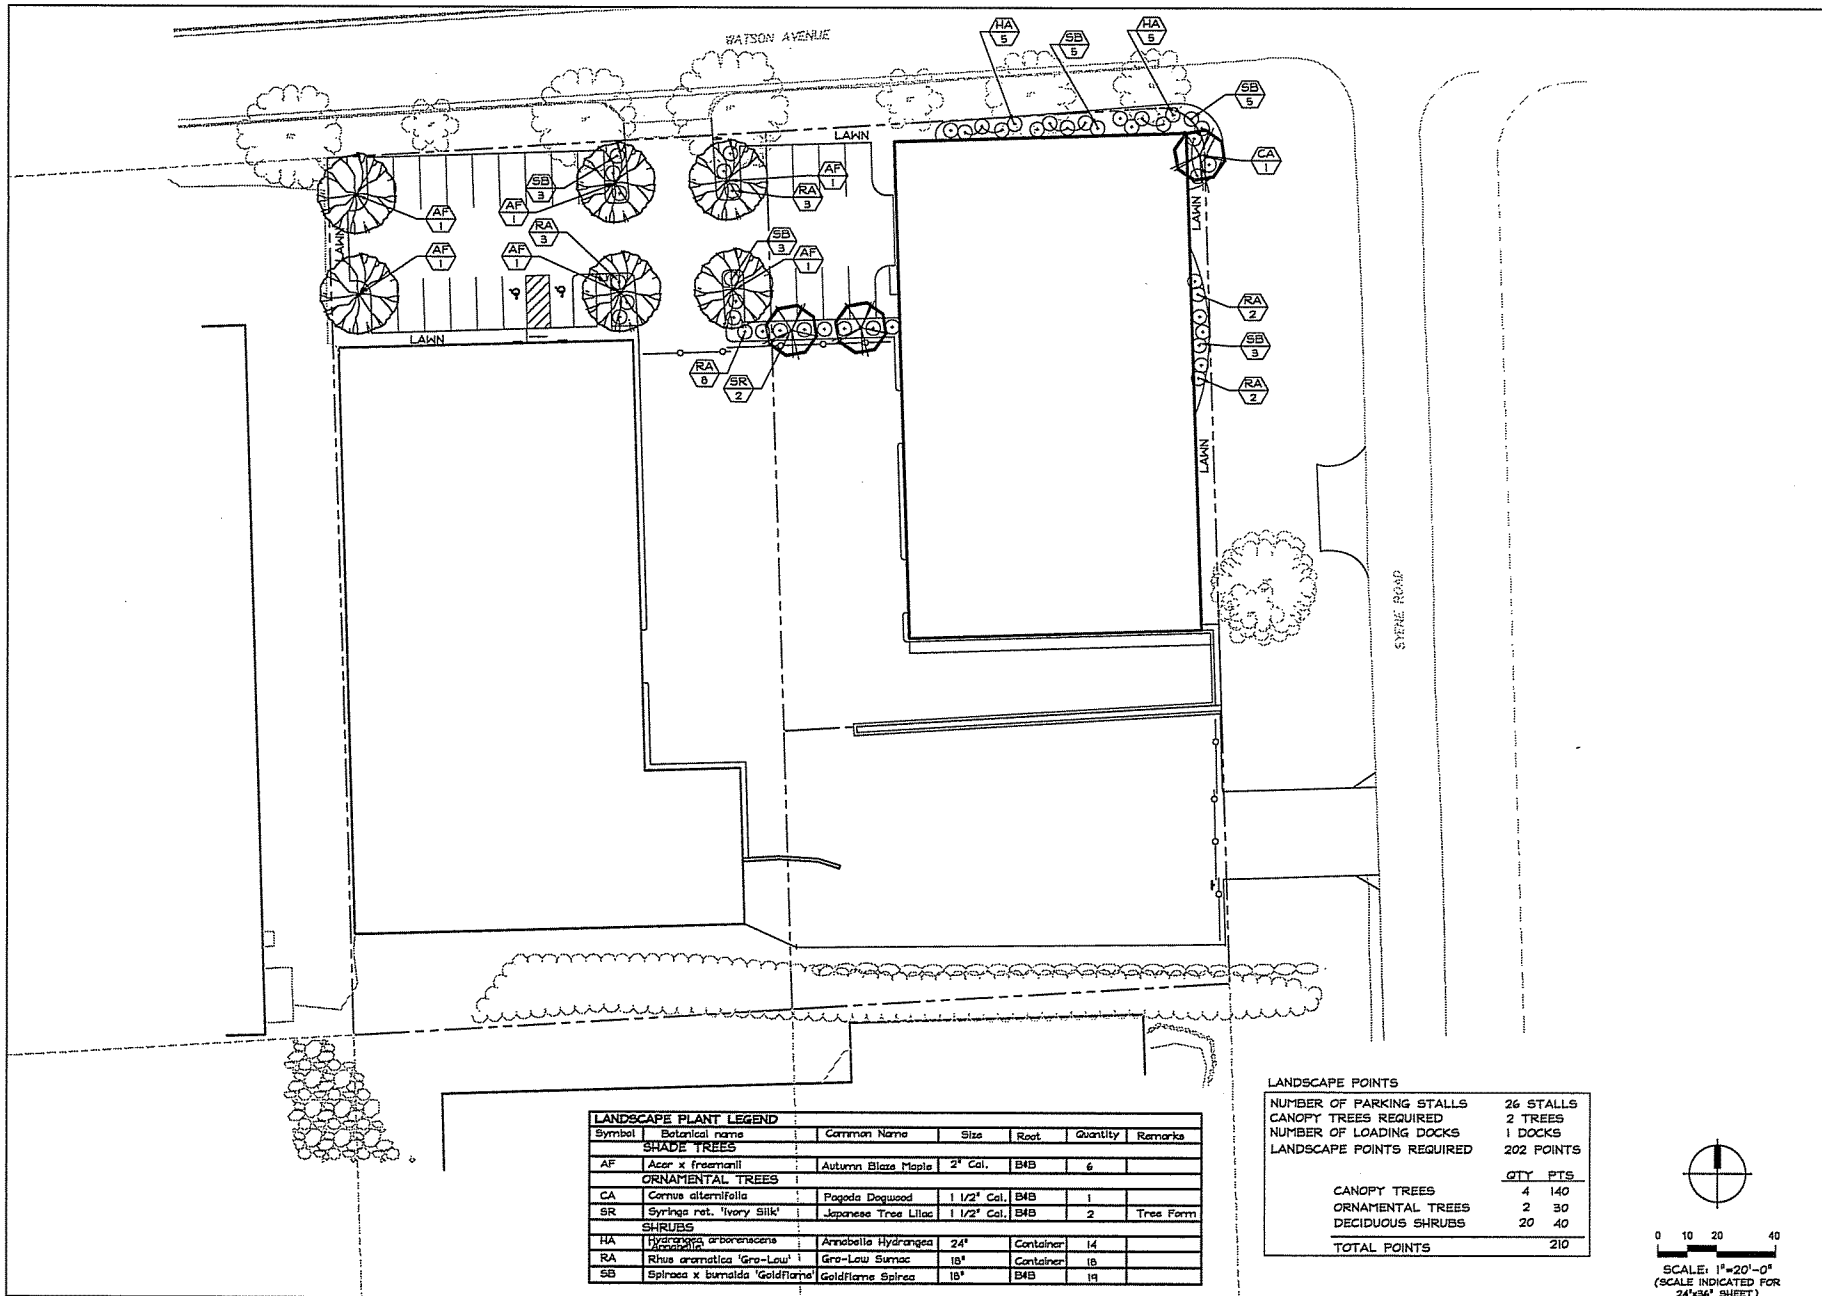 WATSON AVENUE
HA
5
SB
5
HA
5
SB
5
LAWN
CA
1
AF
1
SB
3
RA
3
AF
1
AF
1
LAWN
RA
3
SB
3
LAWN
AF
1
AF
1
AF
1
RA
2
LAWN
SB
3
RA
8
SR
2
RA
2
LAWN
SYENE ROAD
LANDSCAPE PLANT LEGEND
Symbol Botanical name Common Name Size Root Quantity Remarks
SHADE TREES
AF Acer x freemanii Autumn Blaze Maple 2" Cal. B&B 6
ORNAMENTAL TREES
CA Cornus alternifolia Pagoda Dogwood 1 1/2" Cal. B&B 1
SR Syringa ret. 'Ivory Silk' Japanese Tree Lilac 1 1/2" Cal. B&B 2 Tree Form
SHRUBS
HA Hydrangea arborenscens Annabelle Hydrangea 24" Container 14
Annabelle
RA Rhus aromatica 'Gro-Low' Gro-Low Sumac 18" Container 18
SB Spiraea x bumalda 'Goldflame' Goldflame Spirea 18" B&B 19
LANDSCAPE POINTS
NUMBER OF PARKING STALLS 26 STALLS
CANOPY TREES REQUIRED 2 TREES
NUMBER OF LOADING DOCKS 1 DOCKS
LANDSCAPE POINTS REQUIRED 202 POINTS
QTY PTS
CANOPY TREES 4 140
ORNAMENTAL TREES 2 30
DECIDUOUS SHRUBS 20 40
TOTAL POINTS 210
0 10 20 40
SCALE: 1"=20'-0"
(SCALE INDICATED FOR
24"x36" SHEET)